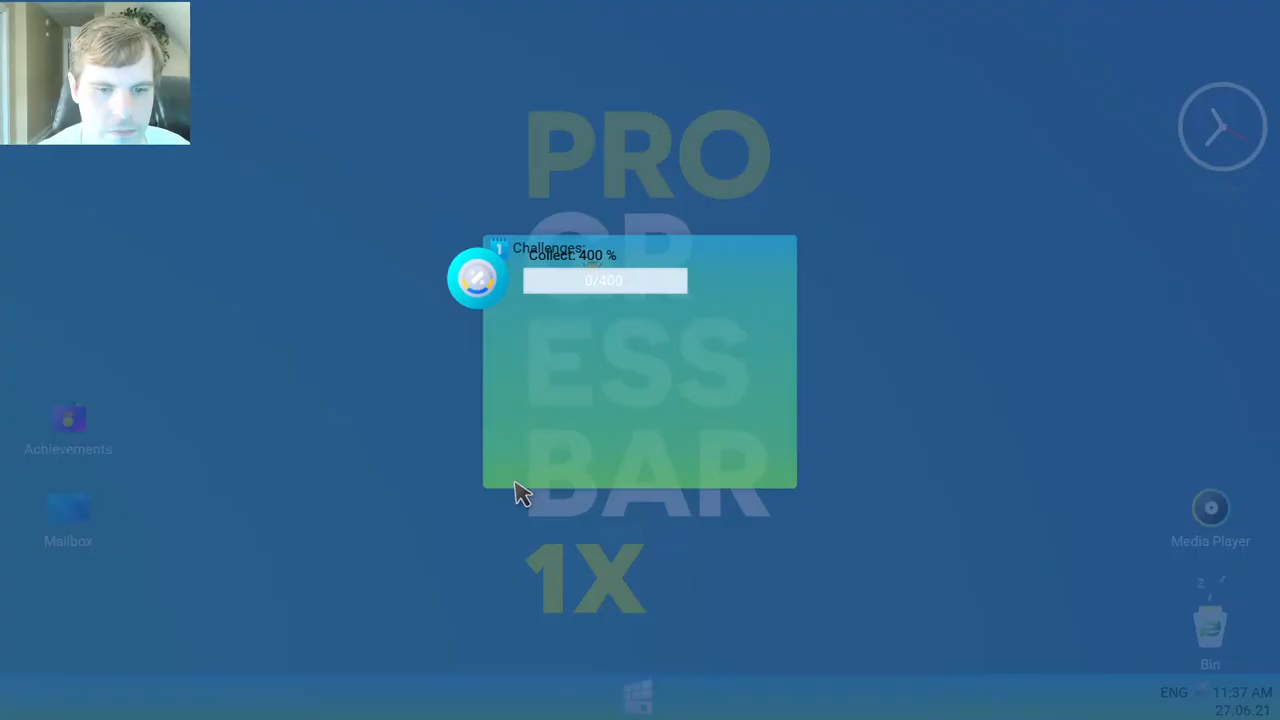 PRO
GR
ESS
BAR
1X
1
Challenges:
Collect: 400 %
0/400
Achievements
Mailbox
Media Player
Bin
ENG 11:37 AM
27.06.21